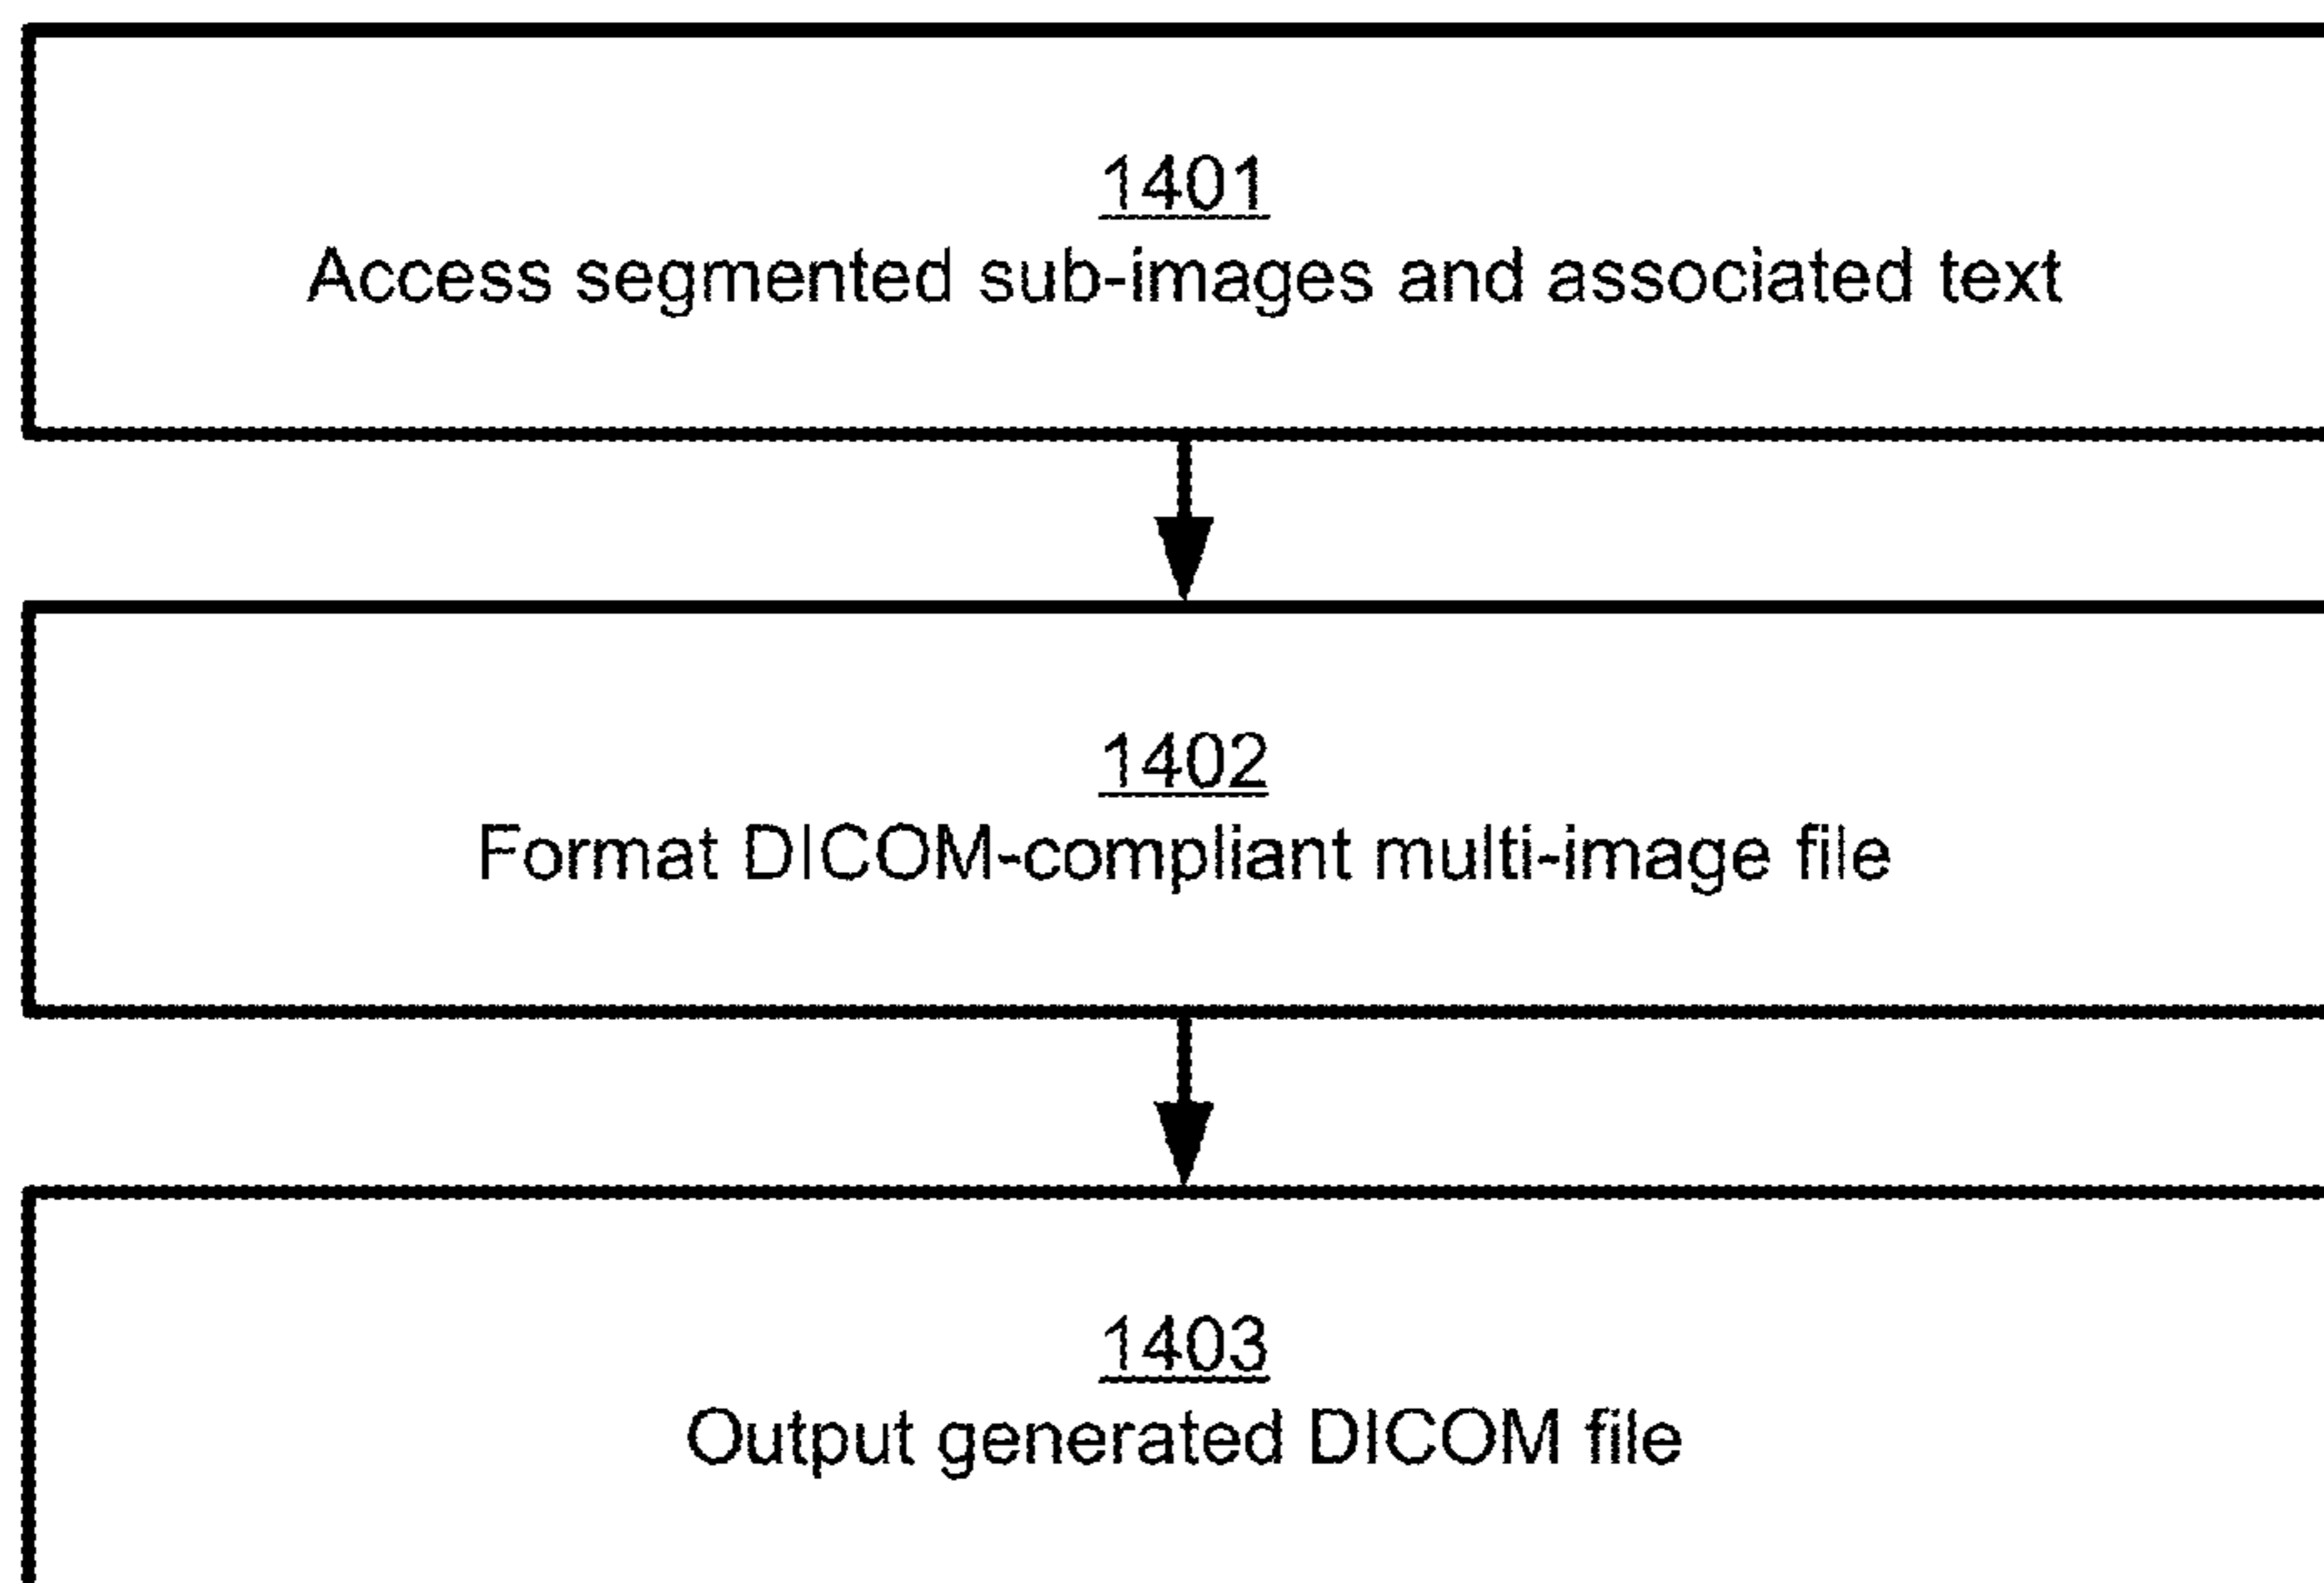 1401
Access segmented sub-images and associated text
1402
Format DICOM-compliant multi-image file
1403
Output generated DICOM file